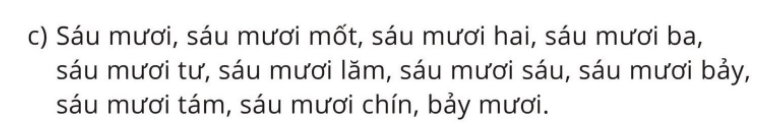 c) Sáu mươi, sáu mươi mốt, sáu mươi hai, sáu mươi ba,
sáu mươi tư, sáu mươi lăm, sáu mươi sáu, sáu mươi bảy,
sáu mươi tám, sáu mươi chín, bảy mươi.